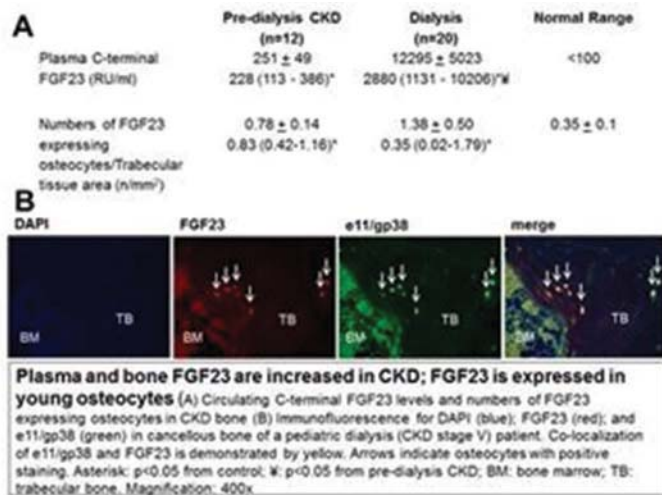 A
Pre-dialysis CKD Dialysis Normal Range
(n=12) (n=20)
Plasma C-terminal 251 ± 49 12295 ± 5023 <100
FGF23 (RU/ml) 228 (113 - 386)* 2880 (1131 - 10206)*¥
Numbers of FGF23 0.78 ± 0.14 1.38 ± 0.50 0.35 ± 0.1
expressing 0.83 (0.42-1.16)* 0.35 (0.02-1.79)*
osteocytes/Trabecular
tissue area (n/mm²)
B
DAPI FGF23 e11/gp38 merge
TB TB TB TB
BM BM BM BM
Plasma and bone FGF23 are increased in CKD; FGF23 is expressed in
young osteocytes (A) Circulating C-terminal FGF23 levels and numbers of FGF23
expressing osteocytes in CKD bone (B) Immunofluorescence for DAPI (blue); FGF23 (red); and
e11/gp38 (green) in cancellous bone of a pediatric dialysis (CKD stage V) patient. Co-localization
of e11/gp38 and FGF23 is demonstrated by yellow. Arrows indicate osteocytes with positive
staining. Asterisk: p<0.05 from control; ¥: p<0.05 from pre-dialysis CKD; BM: bone marrow; TB:
trabecular bone. Magnification: 400x